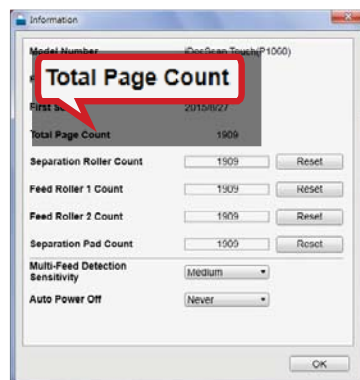 Information
Model Number iDocScan Touch(P1060)
Total Page Count
First 2015/8/27
Total Page Count 1909
Separation Roller Count 1909 Reset
Feed Roller 1 Count 1909 Reset
Feed Roller 2 Count 1909 Reset
Separation Pad Count 1909 Reset
Multi-Feed Detection
Sensitivity Medium
Auto Power Off Never
OK